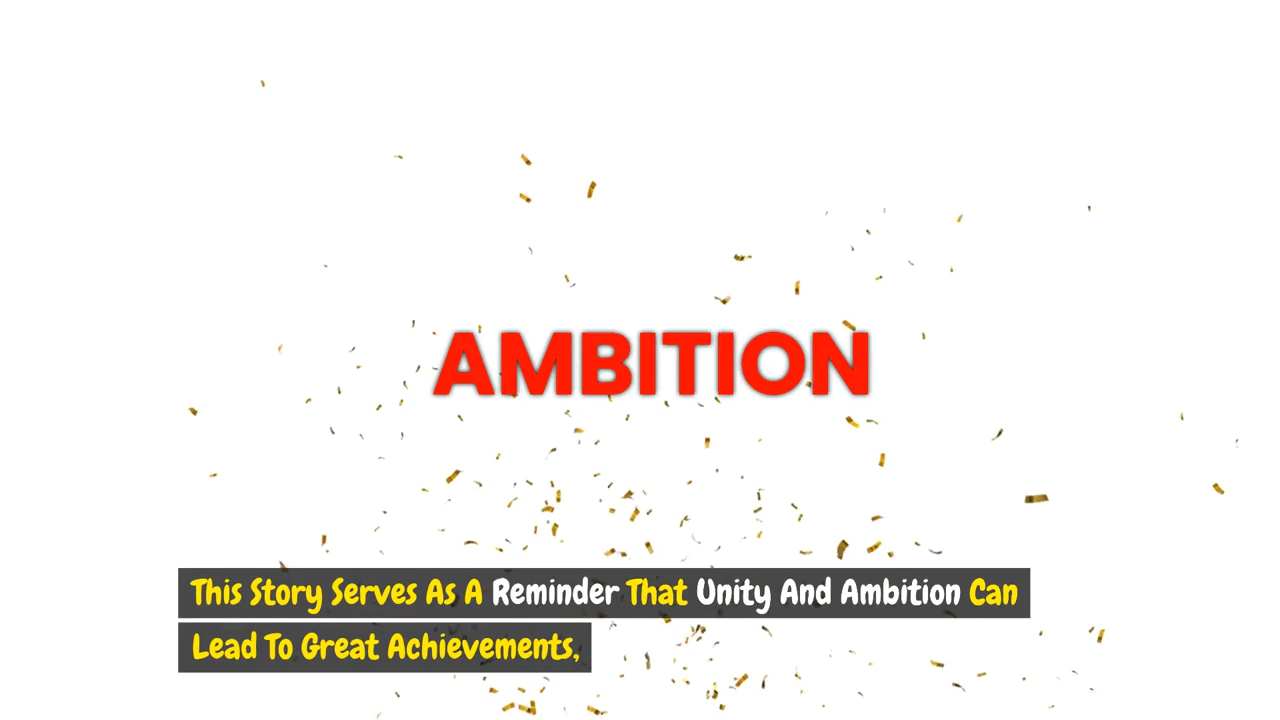 AMBITION
This Story Serves As A Reminder That Unity And Ambition Can
Lead To Great Achievements,